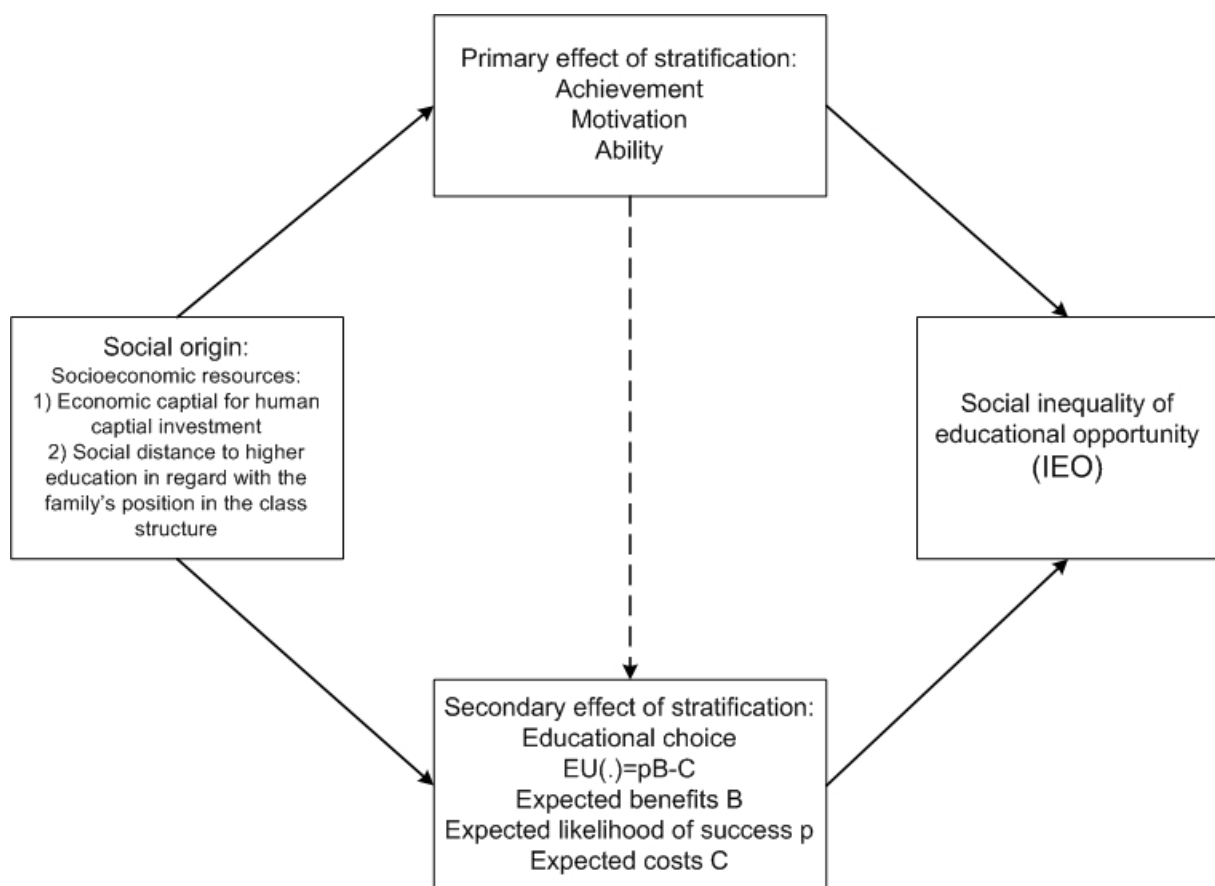 Primary effect of stratification:
Achievement
Motivation
Ability
Social origin:
Socioeconomic resources:
1) Economic captial for human
captial investment
2) Social distance to higher
education in regard with the
family's position in the class
structure
Social inequality of
educational opportunity
(IEO)
Secondary effect of stratification:
Educational choice
EU(.)=pB-C
Expected benefits B
Expected likelihood of success p
Expected costs C